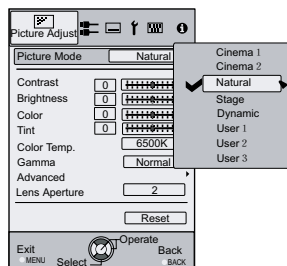 Picture Adjust
Picture Mode Natural
Contrast 0
Brightness 0
Color 0
Tint 0
Color Temp. 6500K
Gamma Normal
Advanced
Lens Aperture 2
Reset
Exit
MENU
Select
Operate
Back
BACK
Cinema 1
Cinema 2
Natural
Stage
Dynamic
User 1
User 2
User 3